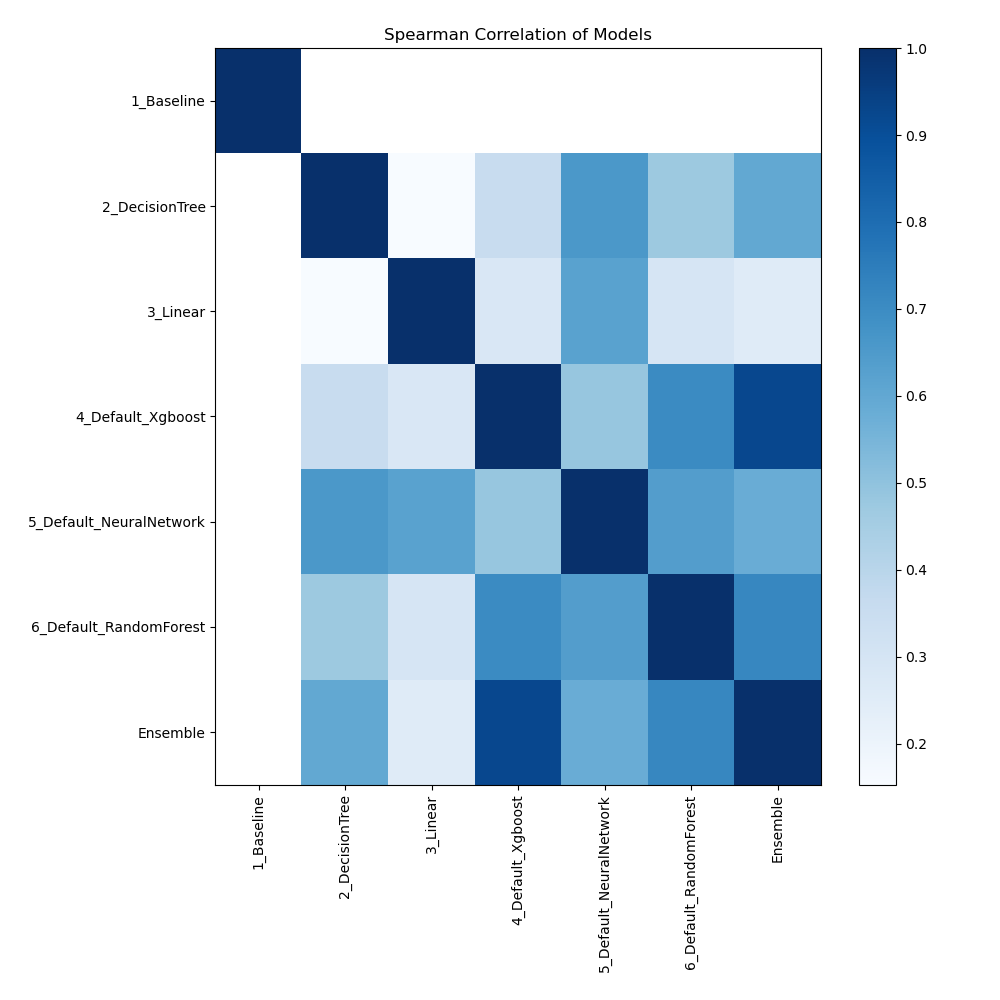 Spearman Correlation of Models
1_Baseline
2_DecisionTree
3_Linear
4_Default_Xgboost
5_Default_NeuralNetwork
6_Default_RandomForest
Ensemble
1_Baseline
2_DecisionTree
3_Linear
4_Default_Xgboost
5_Default_NeuralNetwork
6_Default_RandomForest
Ensemble
1.0
0.9
0.8
0.7
0.6
0.5
0.4
0.3
0.2